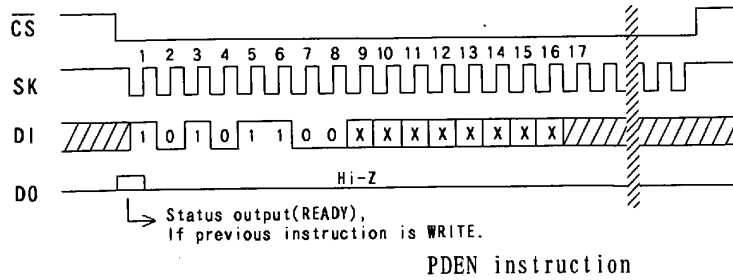 CS
1 2 3 4 5 6 7 8 9 10 11 12 13 14 15 16 17
SK
DI 1 0 1 0 1 1 0 0 X X X X X X X X
Hi-Z
DO
Status output(READY),
If previous instruction is WRITE.
PDEN instruction